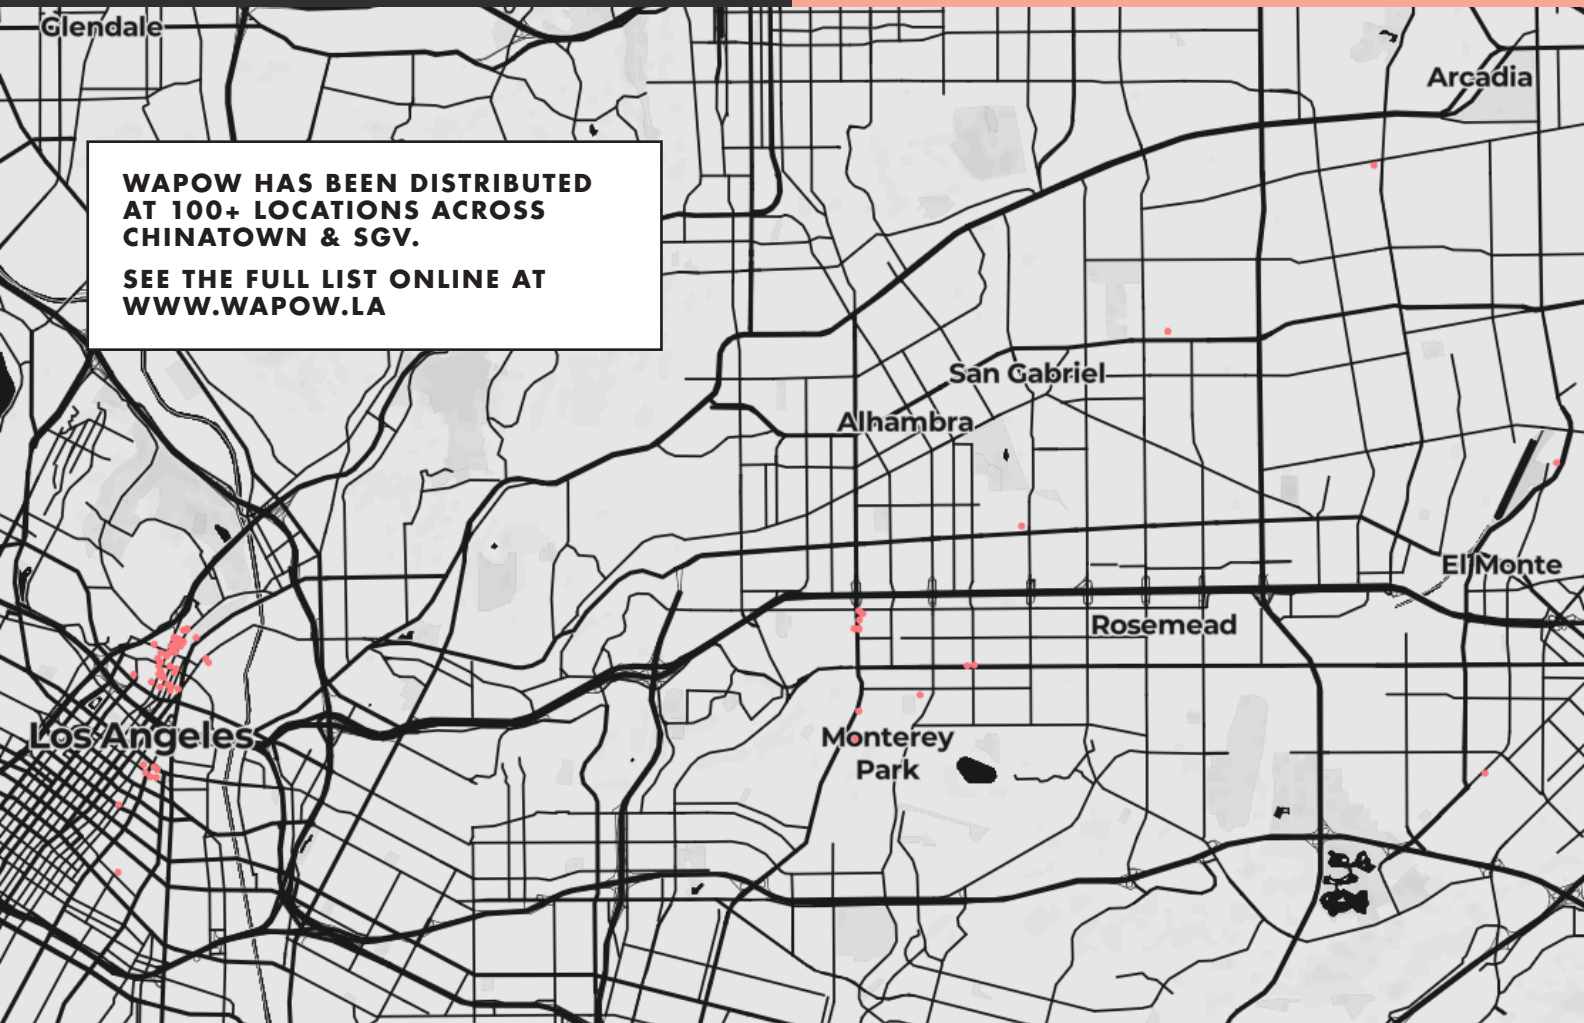 Glendale
Arcadia
WAPOW HAS BEEN DISTRIBUTED
AT 100+ LOCATIONS ACROSS
CHINATOWN & SGV.
SEE THE FULL LIST ONLINE AT
WWW.WAPOW.LA
San Gabriel
Alhambra
El Monte
Rosemead
Los Angeles
Monterey
Park